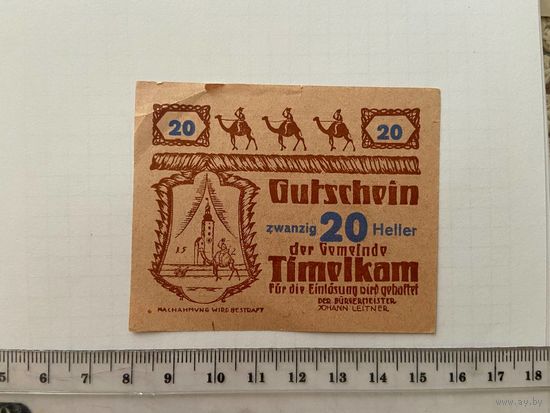 20 20
Gutschein
zwanzig 20 Heller
der Gemeinde
Timelkam
für die Einlösung wird gehaftet
DER BÜRGERMEISTER
JOHANN LEITNER
NACHAHMUNG WIRD BESTRAFT
5 6 7 8 9 10 11 12 13 14 15 16 17 18
www.ay.by